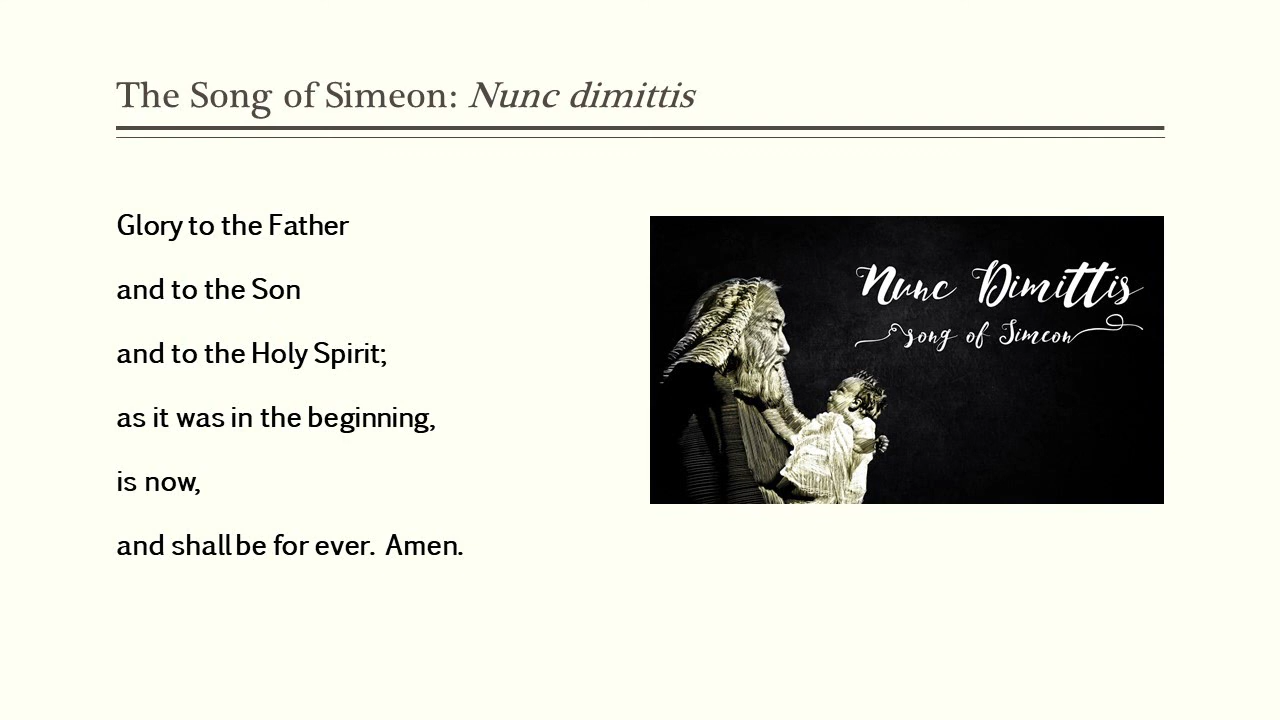 The Song of Simeon: Nunc dimittis
Glory to the Father
and to the Son
and to the Holy Spirit;
as it was in the beginning,
is now,
and shall be for ever. Amen.
Nunc Dimittis
song of Simeon